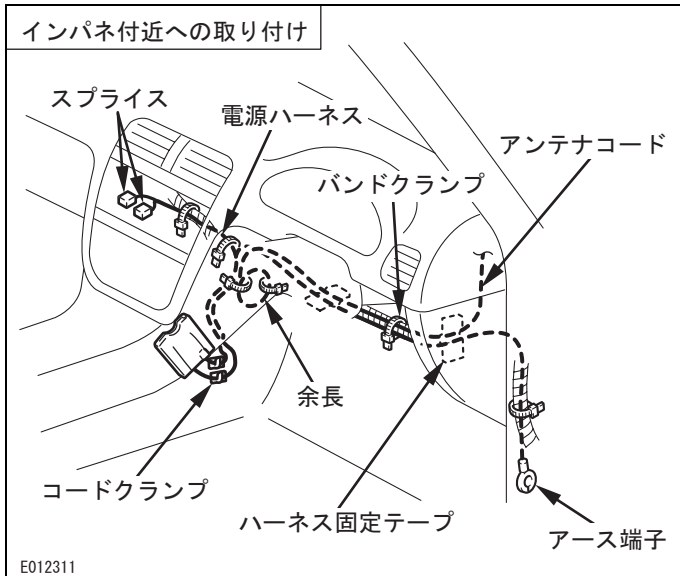 インパネ付近への取り付け
スプライス
電源ハーネス
アンテナコード
バンドクランプ
余長
コードクランプ
ハーネス固定テープ
アース端子
E012311